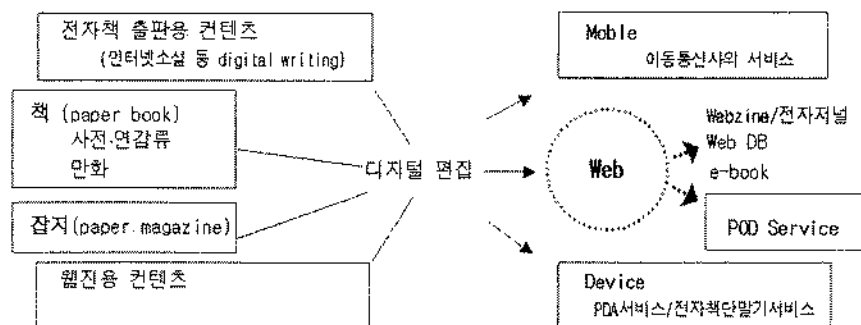 전자책 출판용 컨텐츠
(인터넷소설 등 digital writing)
책 (paper book)
사전·연감류
만화
잡지(paper magazine)
웹진용 컨텐츠
디지털 편집
Moble
이동통신사의 서비스
Web
Webzine/전자저널
Web DB
e-book
POD Service
Device
PDA서비스/전자책단말기서비스